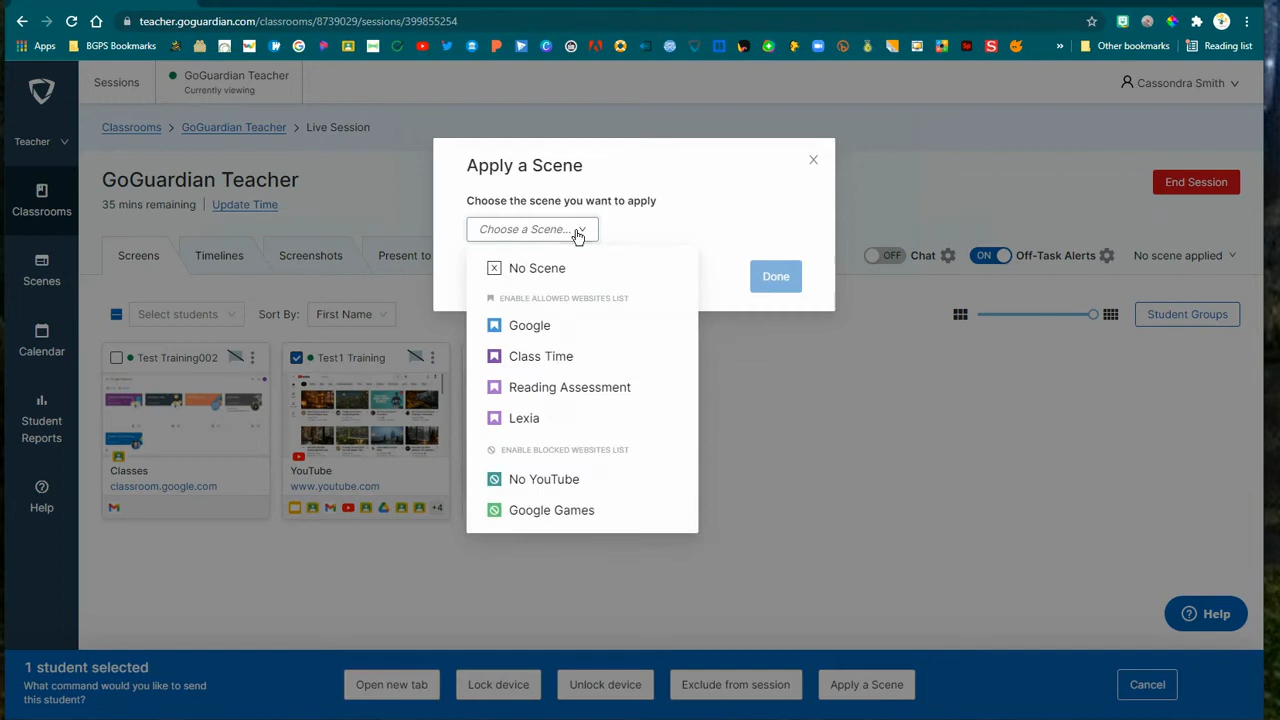 teacher.goguardian.com/classrooms/8739029/sessions/399855254
Apps
BGPS Bookmarks
»
Other bookmarks
Reading list
Sessions
GoGuardian Teacher
Currently viewing
Cassondra Smith
Teacher
Classrooms > GoGuardian Teacher > Live Session
GoGuardian Teacher
35 mins remaining Update Time
End Session
Classrooms
Scenes
Calendar
Student Reports
Help
Screens
Timelines
Screenshots
Present to
OFF Chat
ON Off-Task Alerts
No scene applied
Select students
Sort By: First Name
Student Groups
Test Training002
Classes
classroom.google.com
Test1 Training
YouTube
www.youtube.com
+4
Apply a Scene
Choose the scene you want to apply
Choose a Scene...
No Scene
ENABLE ALLOWED WEBSITES LIST
Google
Class Time
Reading Assessment
Lexia
ENABLE BLOCKED WEBSITES LIST
No YouTube
Google Games
Done
Help
1 student selected
What command would you like to send
this student?
Open new tab
Lock device
Unlock device
Exclude from session
Apply a Scene
Cancel